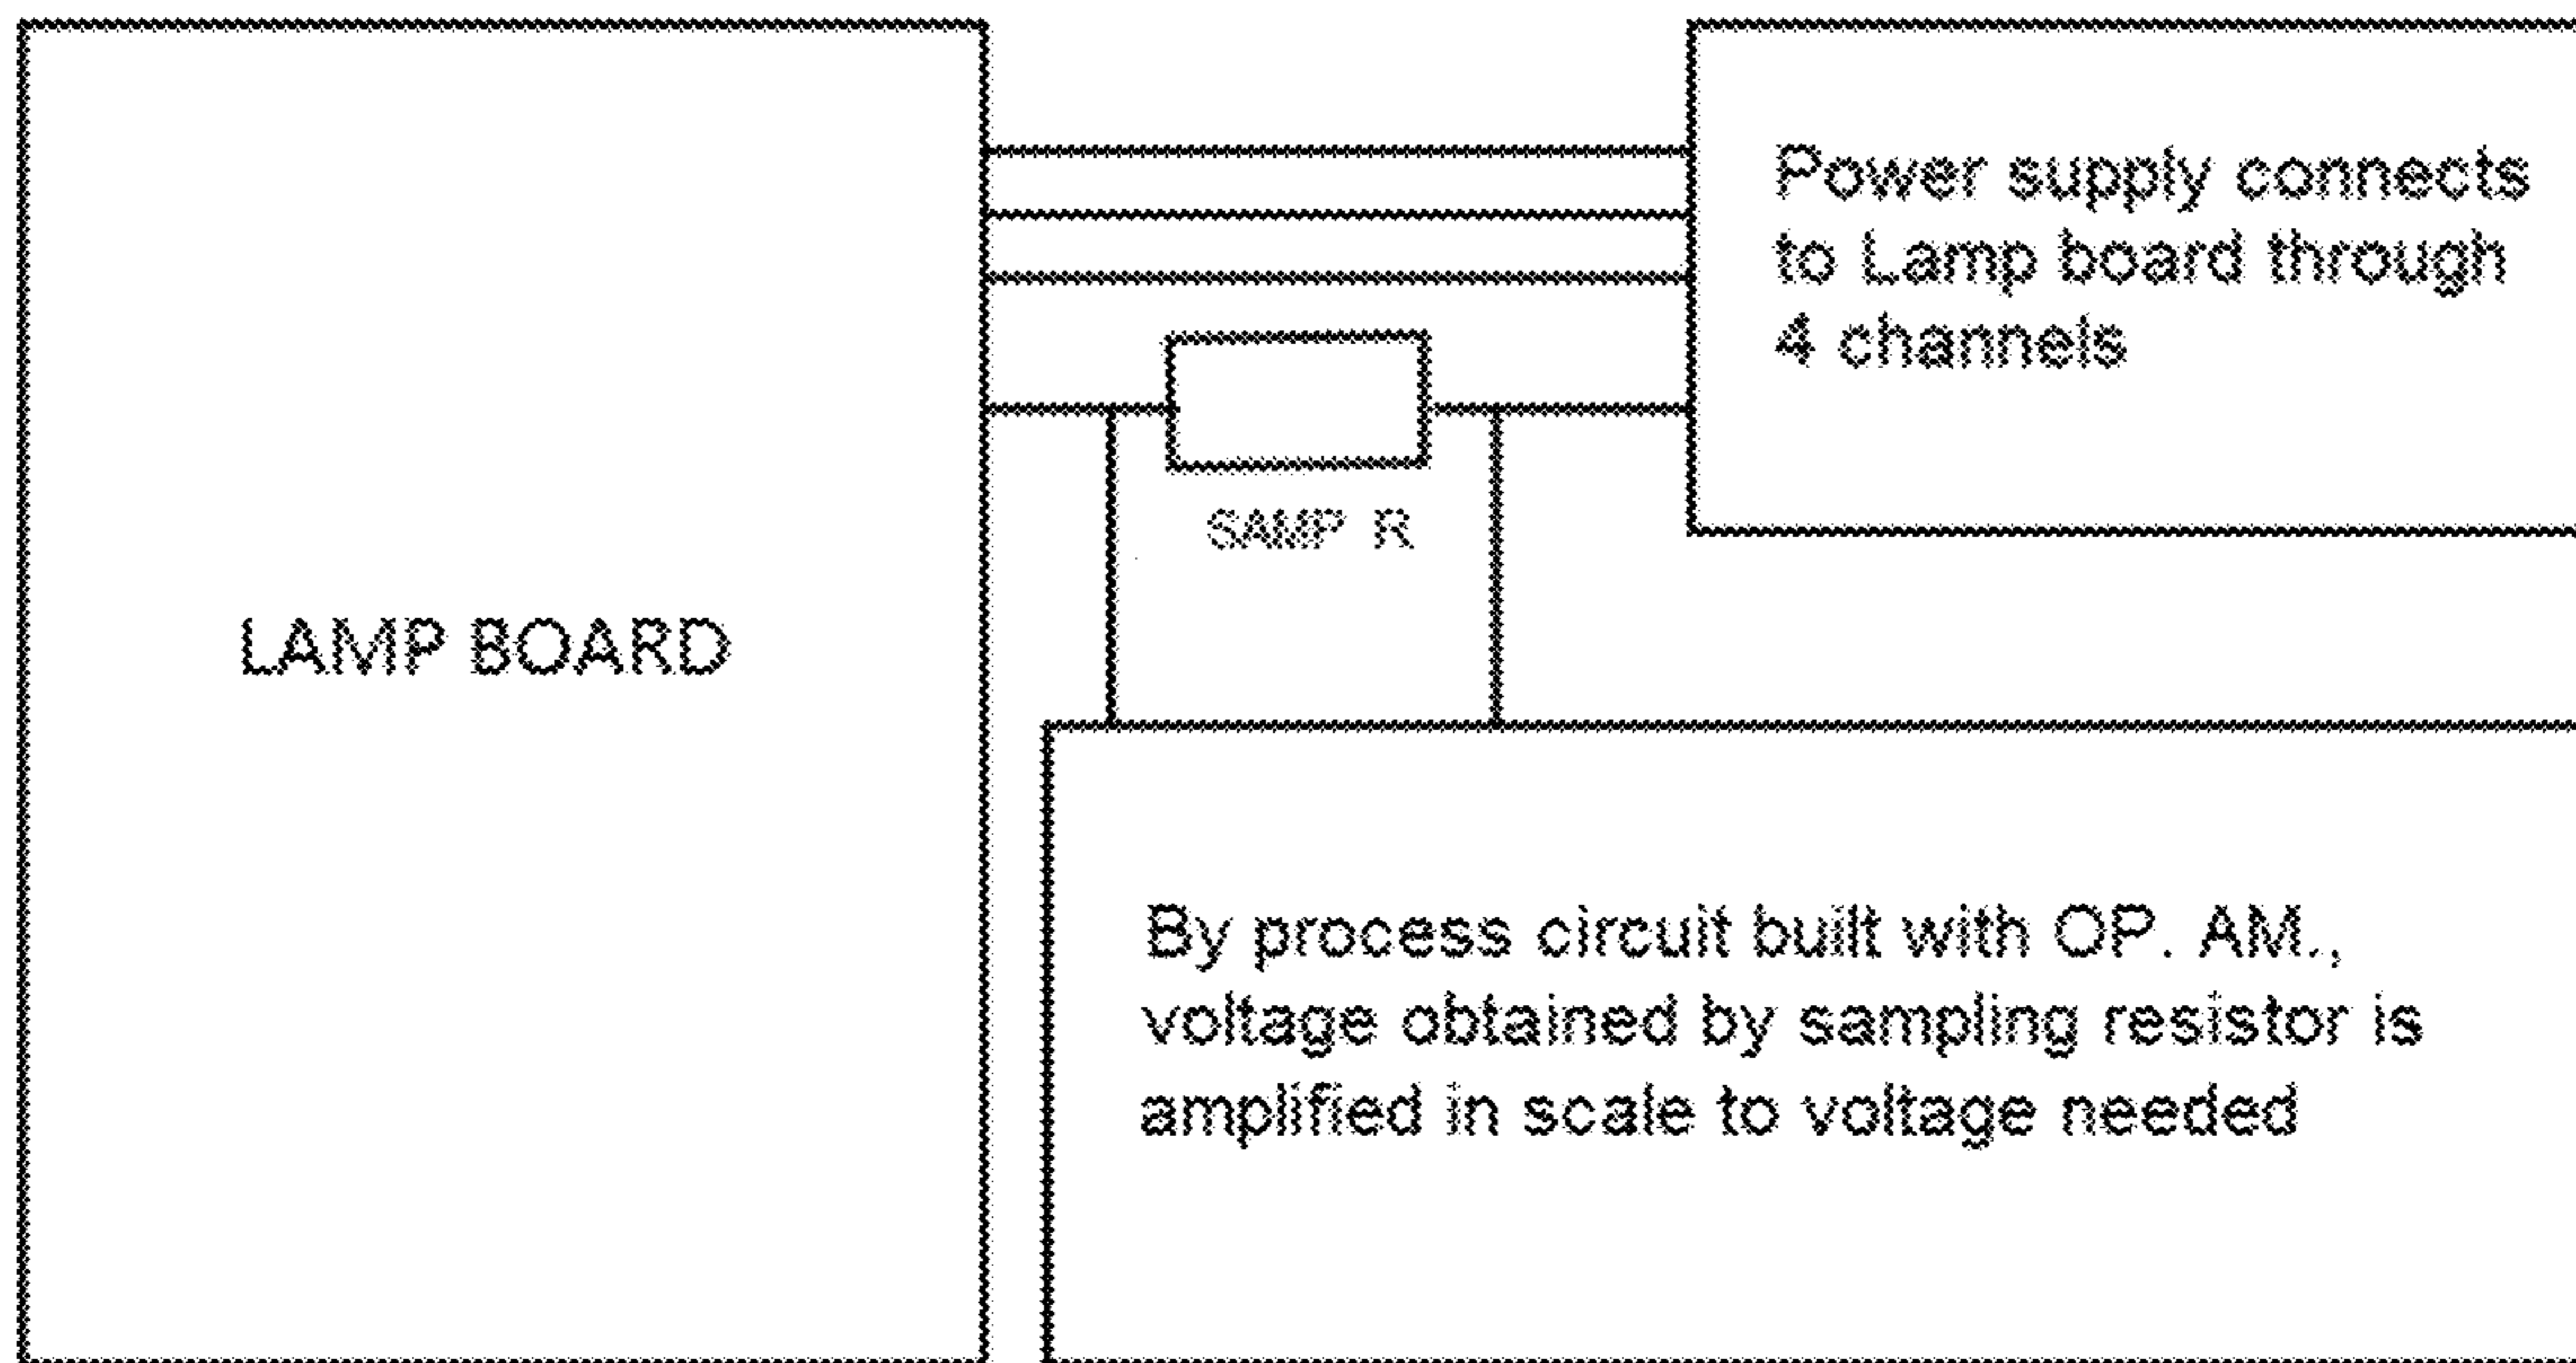 Power supply connects
to Lamp board through
4 channels
SAMP R
LAMP BOARD
By process circuit built with OP. AM.,
voltage obtained by sampling resistor is
amplified in scale to voltage needed